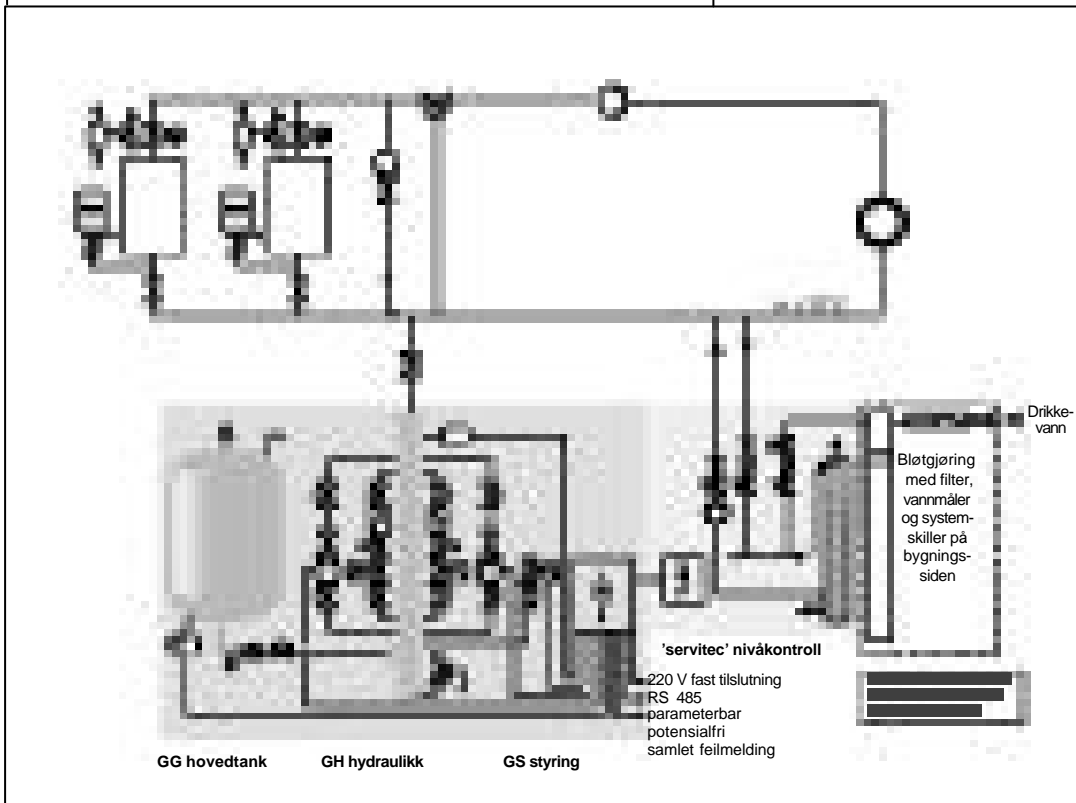 Drikke-
vann
Bløtgjøring
med filter,
vannmåler
og system-
skiller på
bygnings-
siden
'servitec' nivåkontroll
220 V fast tilslutning
RS 485
parameterbar
potensialfri
samlet feilmelding
GG hovedtank
GH hydraulikk
GS styring